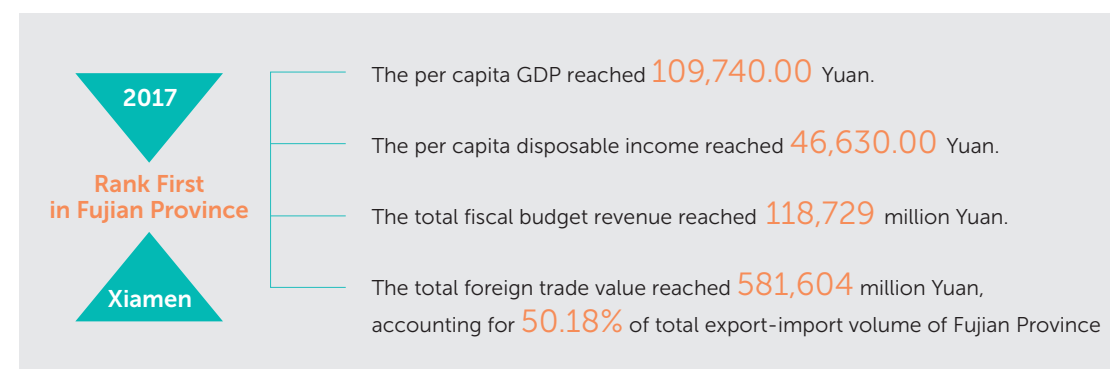 2017
Rank First
in Fujian Province
Xiamen
The per capita GDP reached 109,740.00 Yuan.
The per capita disposable income reached 46,630.00 Yuan.
The total fiscal budget revenue reached 118,729 million Yuan.
The total foreign trade value reached 581,604 million Yuan,
accounting for 50.18% of total export-import volume of Fujian Province